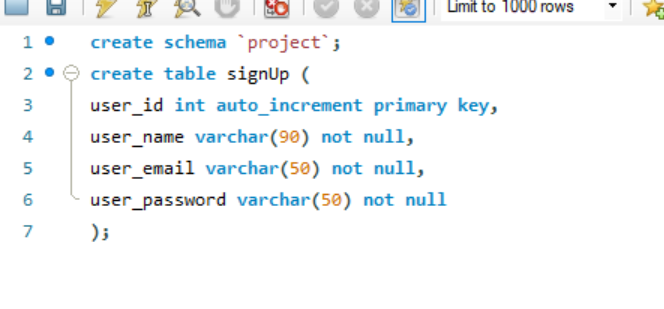 Limit to 1000 rows
1 create schema `project`;
2 create table signUp (
3 user_id int auto_increment primary key,
4 user_name varchar(90) not null,
5 user_email varchar(50) not null,
6 user_password varchar(50) not null
7 );